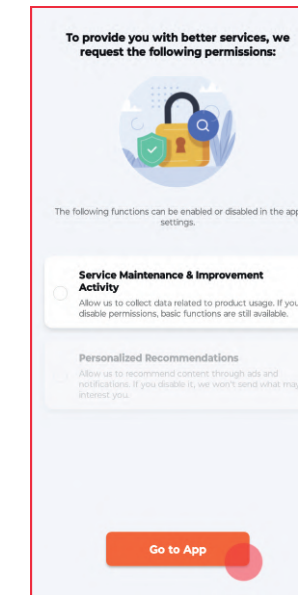 To provide you with better services, we
request the following permissions:
The following functions can be enabled or disabled in the app
settings.
Service Maintenance & Improvement
Activity
Allow us to collect data related to product usage. If you
disable permissions, basic functions are still available.
Personalized Recommendations
Allow us to recommend content through ads and
notifications. If you disable it, we won't send what may
interest you.
Go to App